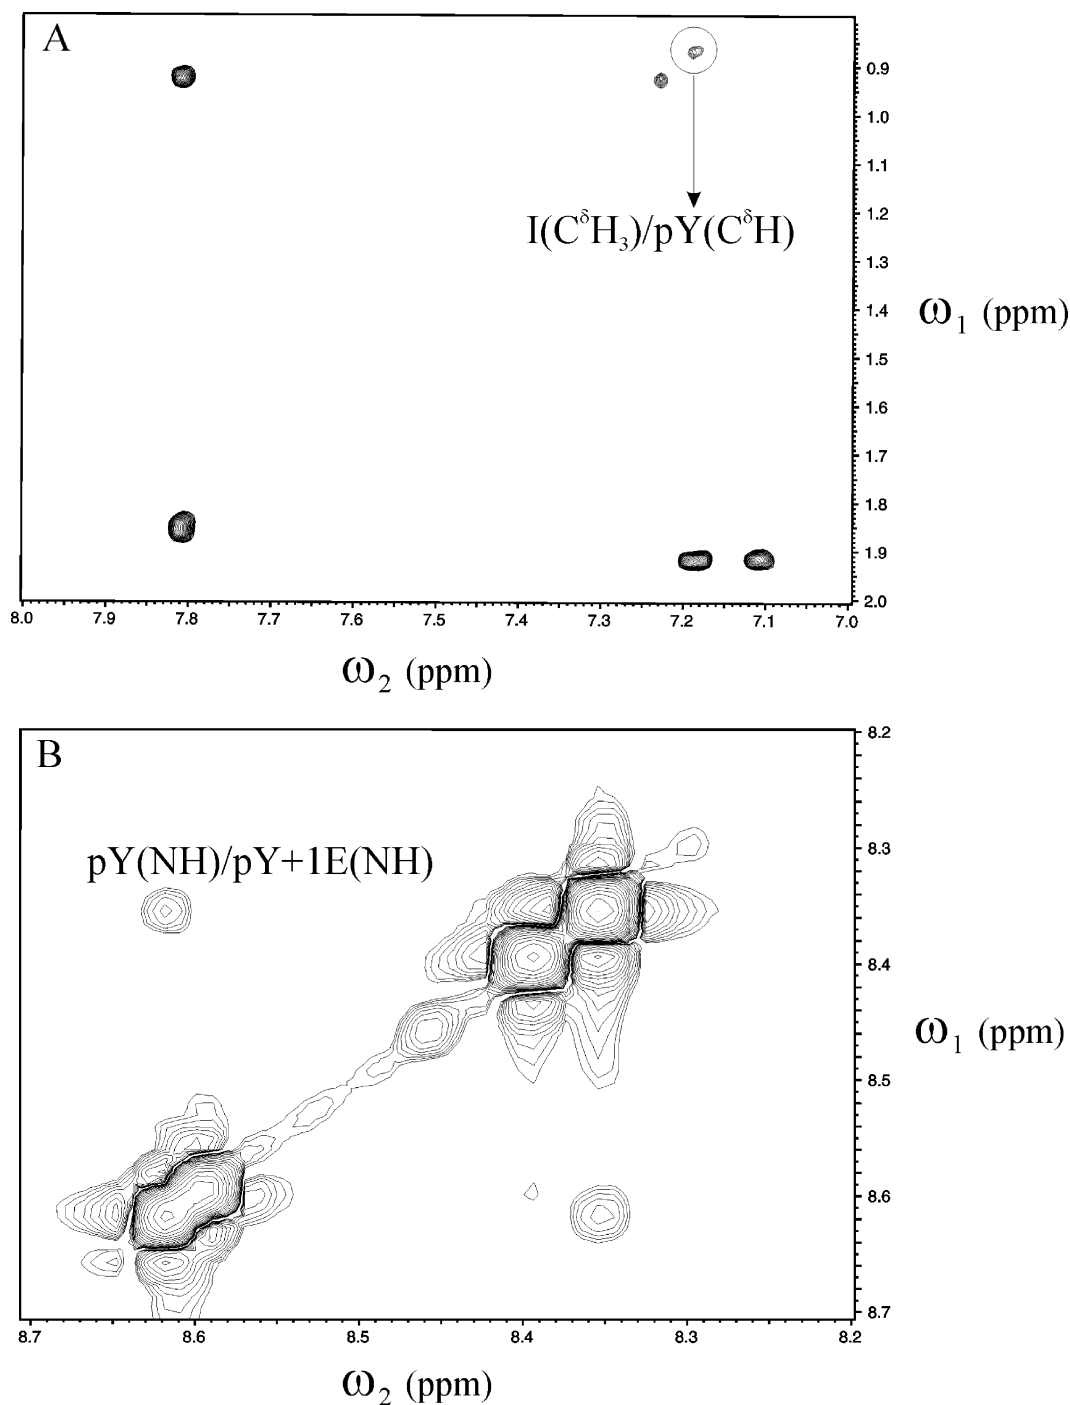 A
0.9
1.0
1.1
I(CᵟH₃)/pY(CᵟH)
1.2
1.3
ω₁ (ppm)
1.4
1.5
1.6
1.7
1.8
1.9
2.0
8.0 7.9 7.8 7.7 7.6 7.5 7.4 7.3 7.2 7.1 7.0
ω₂ (ppm)
B
8.2
pY(NH)/pY+1E(NH)
8.3
8.4
ω₁ (ppm)
8.5
8.6
8.7
8.7 8.6 8.5 8.4 8.3 8.2
ω₂ (ppm)